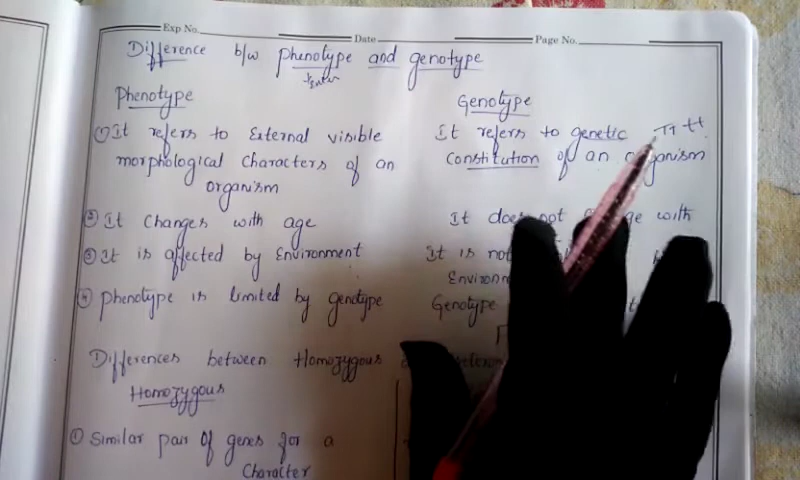 Exp No.
Date
Page No.
Difference b/w phenotype and genotype
Phenotype
Genotype
① It refers to External visible
morphological characters of an
organism
It refers to genetic TT tt
constitution of an organism
② It changes with age
It does not with
③ It is affected by Environment
It is not
④ phenotype is limited by genotype
Genotype
Differences between Homozygous
Homozygous
① Similar pair of genes for a
character